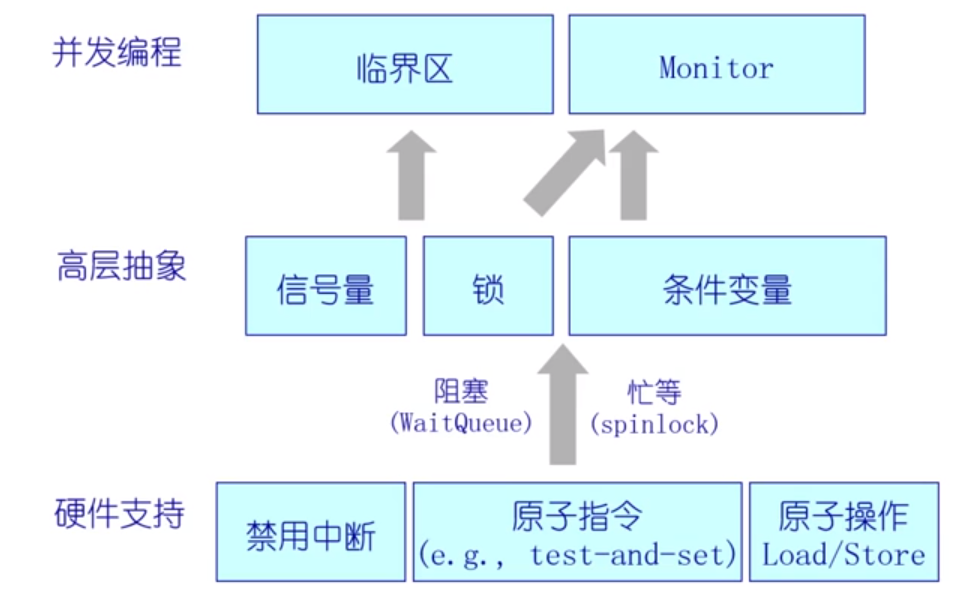 并发编程
临界区
Monitor
高层抽象
信号量
锁
条件变量
阻塞
(WaitQueue)
忙等
(spinlock)
硬件支持
禁用中断
原子指令
(e.g., test-and-set)
原子操作
Load/Store